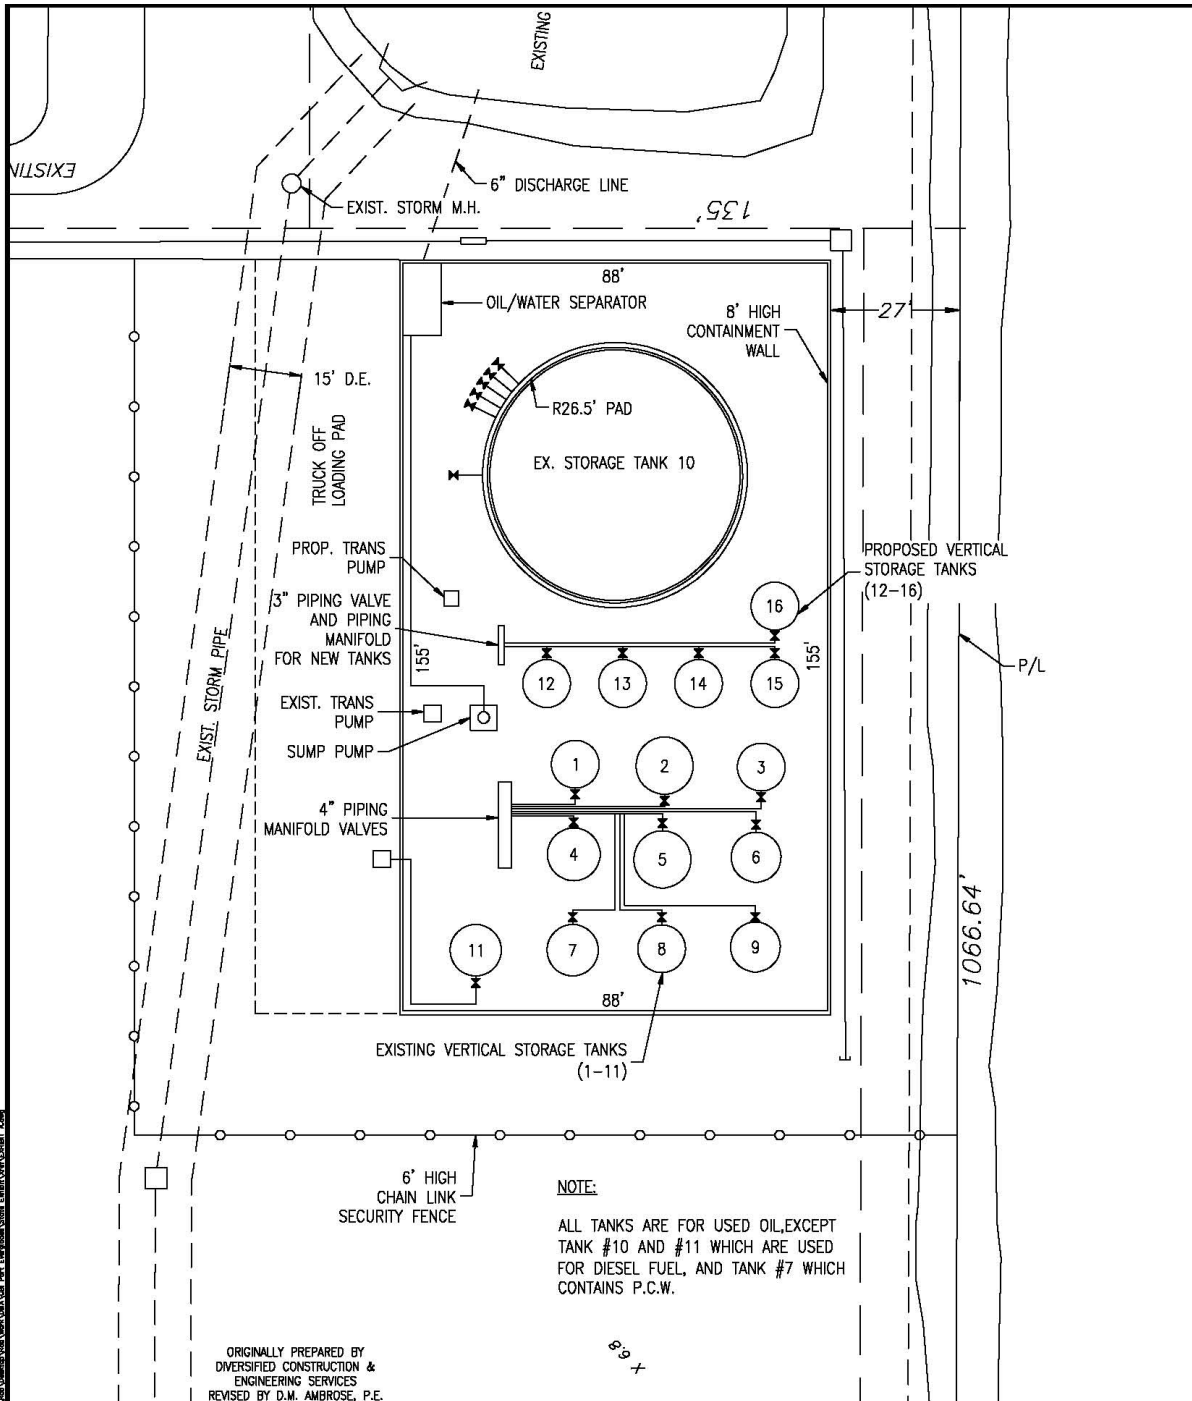 EXISTING
EXISTIN
6" DISCHARGE LINE
EXIST. STORM M.H.
135'
88'
OIL/WATER SEPARATOR
8' HIGH
CONTAINMENT
WALL
27'
15' D.E.
R26.5' PAD
TRUCK OFF
LOADING PAD
EX. STORAGE TANK 10
PROP. TRANS
PUMP
PROPOSED VERTICAL
STORAGE TANKS
(12-16)
3" PIPING VALVE
AND PIPING
MANIFOLD
FOR NEW TANKS
155'
16
155'
P/L
12
13
14
15
EXIST. STORM PIPE
EXIST. TRANS
PUMP
SUMP PUMP
1
2
3
4" PIPING
MANIFOLD VALVES
4
5
6
1066.64'
11
7
8
9
88'
EXISTING VERTICAL STORAGE TANKS
(1-11)
6' HIGH
CHAIN LINK
SECURITY FENCE
NOTE:
ALL TANKS ARE FOR USED OIL,EXCEPT
TANK #10 AND #11 WHICH ARE USED
FOR DIESEL FUEL, AND TANK #7 WHICH
CONTAINS P.C.W.
6.8
ORIGINALLY PREPARED BY
DIVERSIFIED CONSTRUCTION &
ENGINEERING SERVICES
REVISED BY D.M. AMBROSE, P.E.